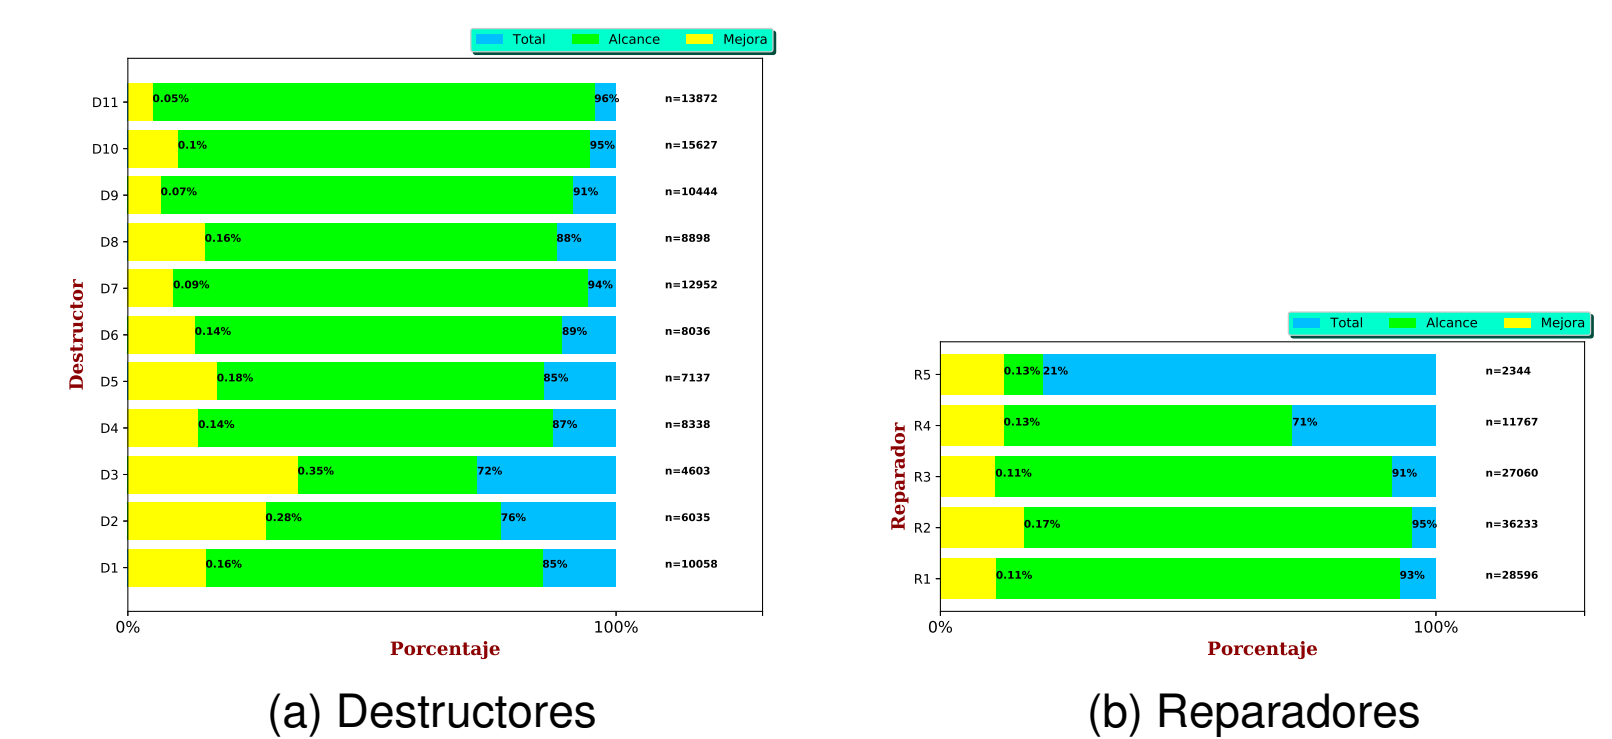 Total Alcance Mejora
D11 0.05% 96% n=13872
D10 0.1% 95% n=15627
D9 0.07% 91% n=10444
D8 0.16% 88% n=8898
D7 0.09% 94% n=12952
D6 0.14% 89% n=8036
D5 0.18% 85% n=7137
D4 0.14% 87% n=8338
D3 0.35% 72% n=4603
D2 0.28% 76% n=6035
D1 0.16% 85% n=10058
Destructor
0% 100%
Porcentaje
(a) Destructores
Total Alcance Mejora
R5 0.13% 21% n=2344
R4 0.13% 71% n=11767
R3 0.11% 91% n=27060
R2 0.17% 95% n=36233
R1 0.11% 93% n=28596
Reparador
0% 100%
Porcentaje
(b) Reparadores